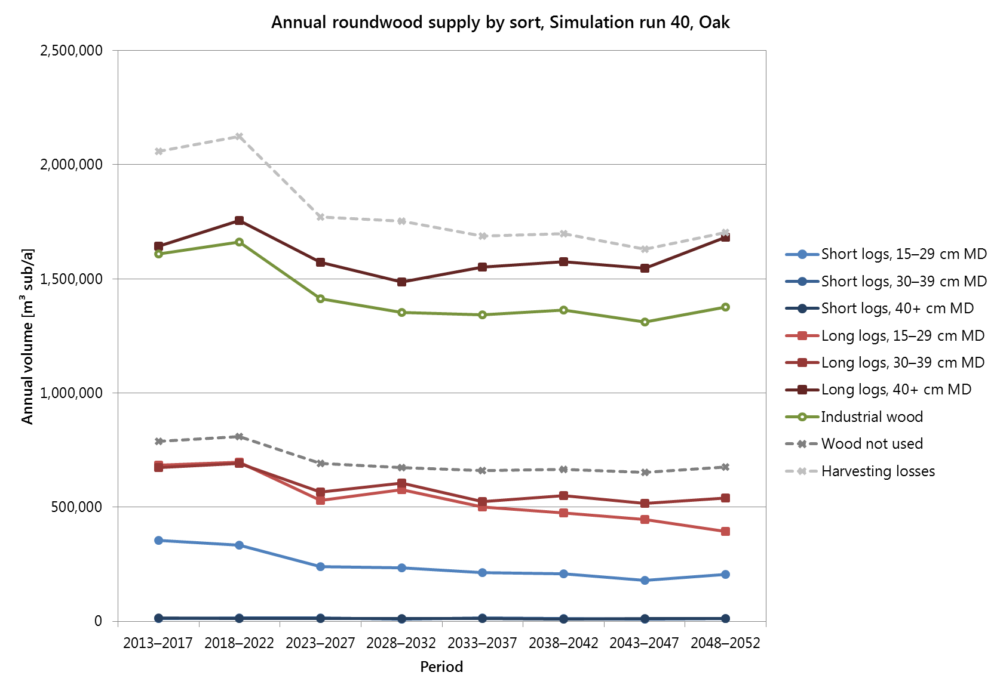 Annual roundwood supply by sort, Simulation run 40, Oak
2,500,000
2,000,000
1,500,000
1,000,000
500,000
0
Annual volume [m³ sub/a]
2013–2017 2018–2022 2023–2027 2028–2032 2033–2037 2038–2042 2043–2047 2048–2052
Period
Short logs, 15–29 cm MD
Short logs, 30–39 cm MD
Short logs, 40+ cm MD
Long logs, 15–29 cm MD
Long logs, 30–39 cm MD
Long logs, 40+ cm MD
Industrial wood
Wood not used
Harvesting losses